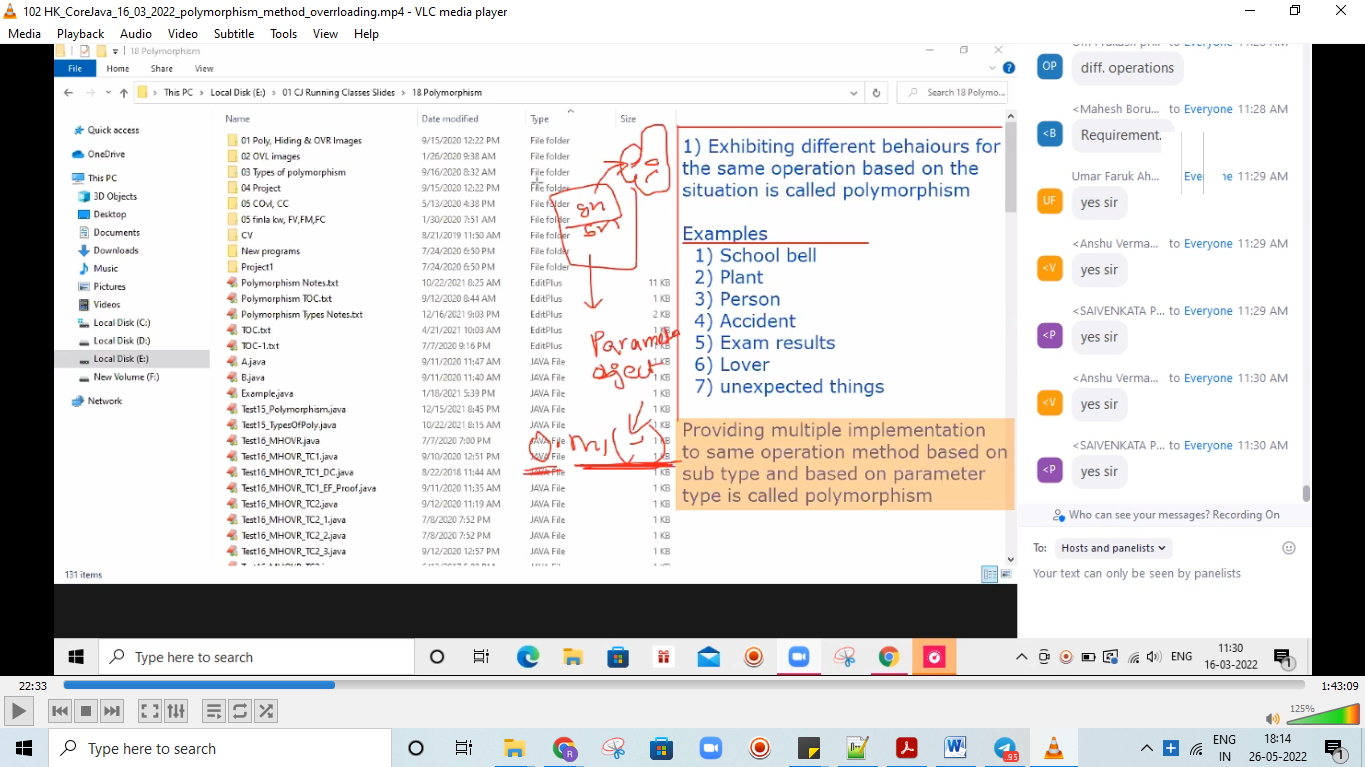 102 HK_CoreJava_16_03_2022_polymorphism_method_overloading.mp4 - VLC media player
Media Playback Audio Video Subtitle Tools View Help
18 Polymorphism
File Home Share View
This PC Local Disk (E:) 01 CJ Running Classes Slides 18 Polymorphism
Search 18 Polymo...
Name Date modified Type Size
Quick access
OneDrive
This PC
3D Objects
Desktop
Documents
Downloads
Music
Pictures
Videos
Local Disk (C:)
Local Disk (D:)
Local Disk (E:)
New Volume (F:)
Network
01 Poly, Hiding & OVR Images 9/15/2020 12:22 PM File folder
02 OVL images 1/26/2020 9:38 AM File folder
03 Types of polymorphism 9/16/2020 8:32 AM File folder
04 Project 9/15/2020 12:22 PM File folder
05 COvl, CC 5/13/2020 4:38 PM File folder
05 finla kw, FV,FM,FC 1/30/2020 7:51 AM File folder
CV 8/21/2019 11:50 AM File folder
New programs 7/24/2020 6:50 PM File folder
Project1 7/24/2020 6:50 PM File folder
Polymorphism Notes.txt 10/22/2021 8:25 AM EditPlus 11 KB
Polymorphism TOC.txt 9/12/2020 8:44 AM EditPlus 1 KB
Polymorphism Types Notes.txt 12/16/2021 9:03 PM EditPlus 2 KB
TOC.txt 4/21/2021 10:03 AM EditPlus 1 KB
TOC-1.txt 7/7/2020 9:16 PM EditPlus KB
A.java 9/11/2020 11:47 AM JAVA File 1 KB
B.java 9/11/2020 11:40 AM JAVA File 1 KB
Example.java 1/18/2021 5:39 PM JAVA File 1 KB
Test15_Polymorphism.java 12/15/2021 8:45 PM JAVA File 1 KB
Test15_TypesOfPoly.java 10/22/2021 8:15 AM JAVA File 1 KB
Test16_MHOVR.java 7/7/2020 7:00 PM JAVA File 1 KB
Test16_MHOVR_TC1.java 9/10/2020 12:51 PM JAVA File 1 KB
Test16_MHOVR_TC1_DC.java 8/22/2018 11:44 AM JAVA File 1 KB
Test16_MHOVR_TC1_EF_Proof.java 9/11/2020 11:35 AM JAVA File 1 KB
Test16_MHOVR_TC2.java 9/12/2020 11:19 AM JAVA File 1 KB
Test16_MHOVR_TC2_1.java 7/8/2020 7:52 PM JAVA File 1 KB
Test16_MHOVR_TC2_2.java 7/8/2020 7:52 PM JAVA File 1 KB
Test16_MHOVR_TC2_3.java 9/12/2020 12:57 PM JAVA File 1 KB
131 items
Parameter
oject
m1( )
1) Exhibiting different behaiours for
the same operation based on the
situation is called polymorphism
Examples
1) School bell
2) Plant
3) Person
4) Accident
5) Exam results
6) Lover
7) unexpected things
Providing multiple implementation
to same operation method based on
sub type and based on parameter
type is called polymorphism
OP diff. operations
<Mahesh Boru... to Everyone 11:28 AM
<B Requirement.
Umar Faruk Ah... Eve ne 11:29 AM
UF yes sir
<Anshu Verma... to Everyone 11:29 AM
<V yes sir
<SAIVENKATA P... to Everyone 11:29 AM
<P yes sir
<Anshu Verma... to Everyone 11:30 AM
<V yes sir
<SAIVENKATA P... to Everyone 11:30 AM
<P yes sir
Who can see your messages? Recording On
To: Hosts and panelists
Your text can only be seen by panelists
Type here to search
ENG
11:30
16-03-2022
1
22:33
1:43:09
125%
Type here to search
R
.95
ENG
IN
18:14
26-05-2022
1